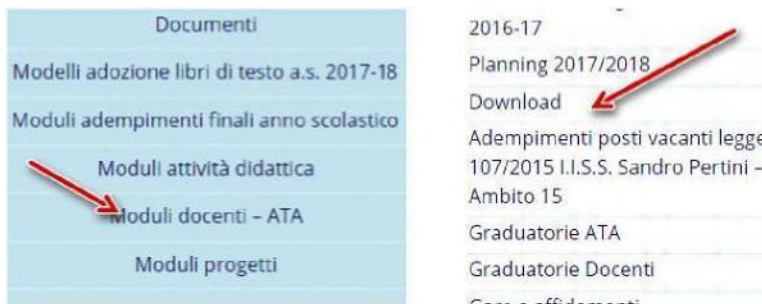 Documenti
Modelli adozione libri di testo a.s. 2017-18
Moduli adempimenti finali anno scolastico
Moduli attività didattica
Moduli docenti – ATA
Moduli progetti
2016-17
Planning 2017/2018
Download
Adempimenti posti vacanti legge
107/2015 I.I.S.S. Sandro Pertini –
Ambito 15
Graduatorie ATA
Graduatorie Docenti